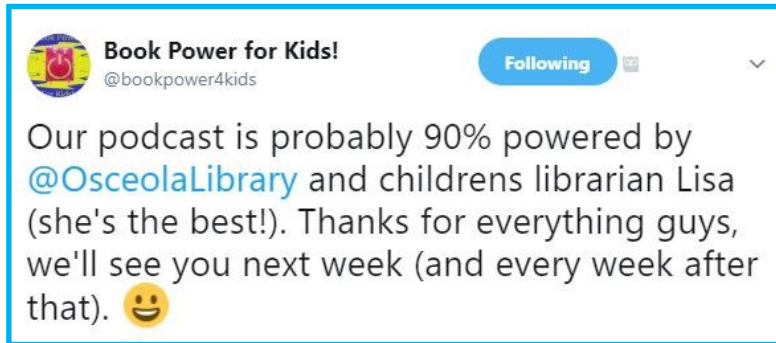 Book Power for Kids!
@bookpower4kids
Following
Our podcast is probably 90% powered by
@OsceolaLibrary and childrens librarian Lisa
(she's the best!). Thanks for everything guys,
we'll see you next week (and every week after
that). 😀